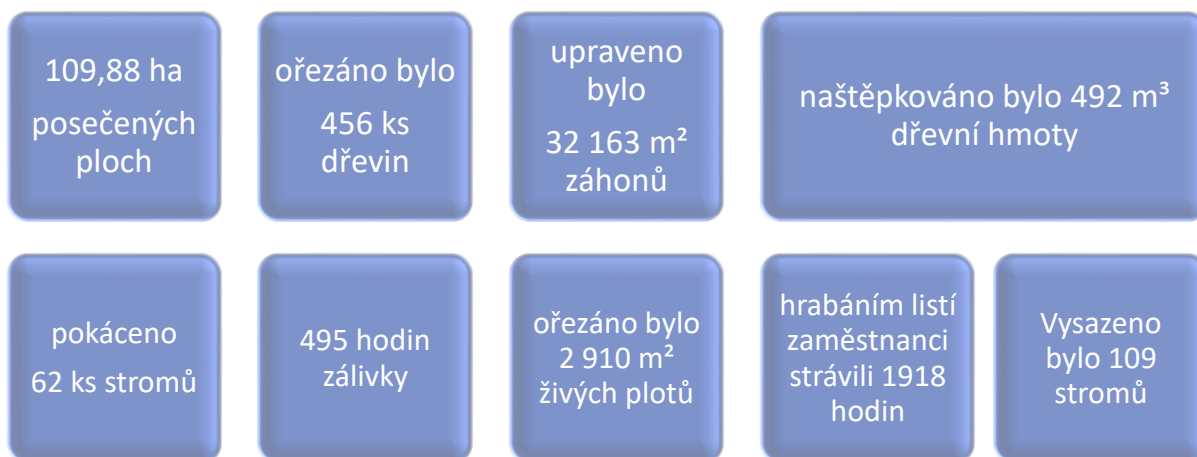 109,88 ha
posečených
ploch
ořezáno bylo
456 ks
dřevin
upraveno
bylo
32 163 m²
záhonů
naštěpkováno bylo 492 m³
dřevní hmoty
pokáceno
62 ks stromů
495 hodin
zálivky
ořezáno bylo
2 910 m²
živých plotů
hrabáním listí
zaměstnanci
strávili 1918
hodin
Vysazeno
bylo 109
stromů